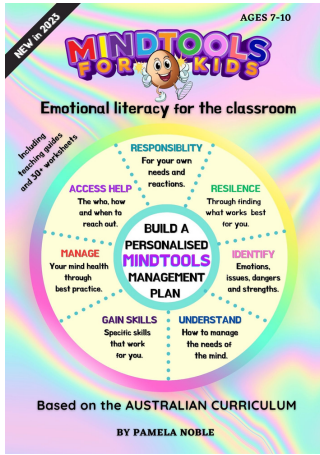 AGES 7-10
NEW in 2023
MINDTOOLS
FOR KIDS
Emotional literacy for the classroom
Including
teaching guides
and 30+ worksheets
RESPONSIBLITY
For your own
needs and
reactions.
RESILENCE
Through finding
what works best
for you.
IDENTIFY
Emotions,
issues, dangers
and strengths.
UNDERSTAND
How to manage
the needs of
the mind.
GAIN SKILLS
Specific skills
that work
for you.
MANAGE
Your mind health
through
best practice.
ACCESS HELP
The who, how
and when to
reach out.
BUILD A
PERSONALISED
MINDTOOLS
MANAGEMENT
PLAN
Based on the AUSTRALIAN CURRICULUM
BY PAMELA NOBLE